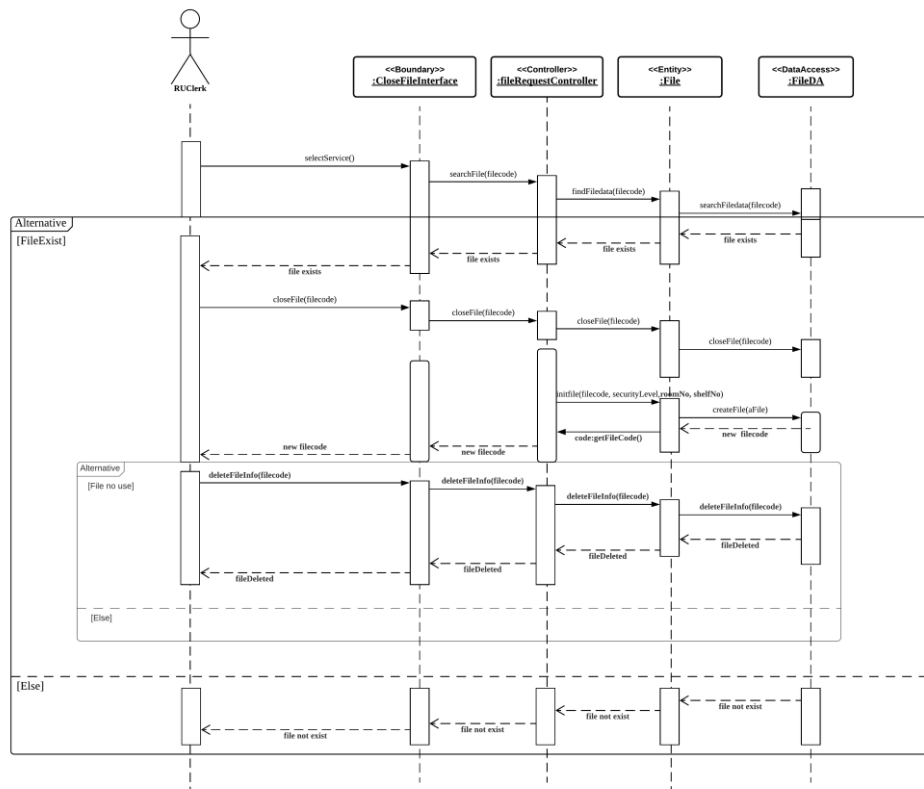 RUClerk
<<Boundary>>
:CloseFileInterface
<<Controller>>
:fileRequestController
<<Entity>>
:File
<<DataAccess>>
:FileDA
selectService()
searchFile(filecode)
findFiledata(filecode)
searchFiledata(filecode)
Alternative
[FileExist]
file exists
file exists
file exists
file exists
closeFile(filecode)
closeFile(filecode)
closeFile(filecode)
closeFile(filecode)
initfile(filecode, securityLevel,roomNo, shelfNo)
createFile(aFile)
new filecode
code:getFileCode()
new filecode
new filecode
Alternative
[File no use]
deleteFileInfo(filecode)
deleteFileInfo(filecode)
deleteFileInfo(filecode)
deleteFileInfo(filecode)
fileDeleted
fileDeleted
fileDeleted
fileDeleted
[Else]
[Else]
file not exist
file not exist
file not exist
file not exist